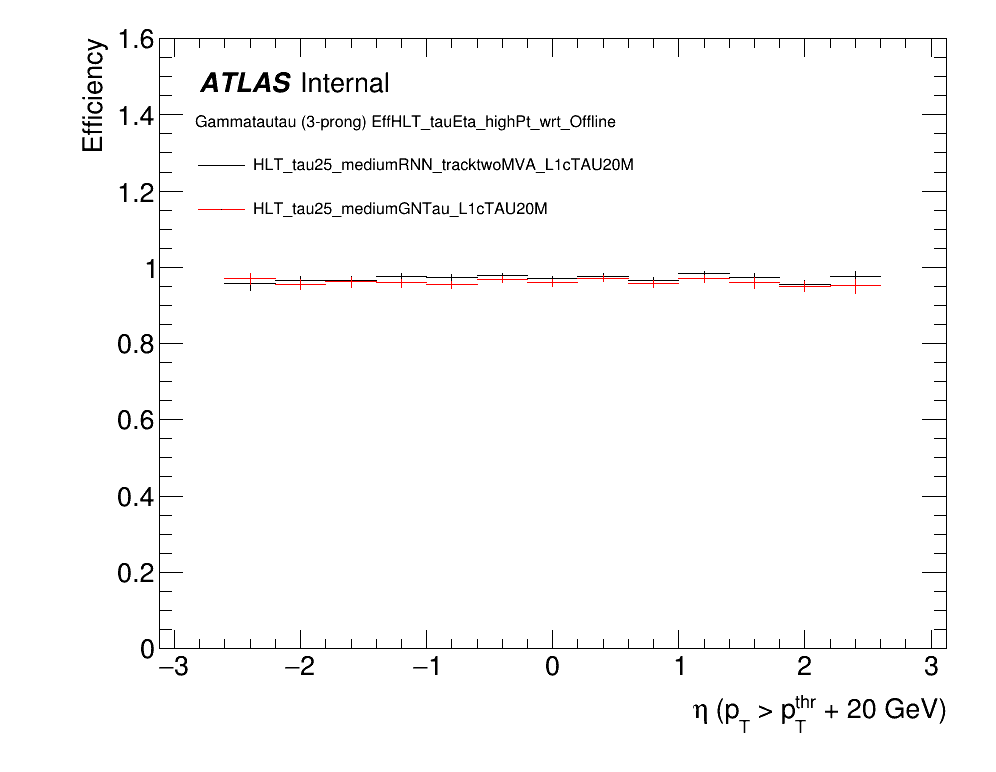 Efficiency
ATLAS Internal
Gammatautau (3-prong) EffHLT_tauEta_highPt_wrt_Offline
HLT_tau25_mediumRNN_tracktwoMVA_L1cTAU20M
HLT_tau25_mediumGNTau_L1cTAU20M
1.6
1.4
1.2
1
0.8
0.6
0.4
0.2
0
−3 −2 −1 0 1 2 3
η (p_T > p_T^thr + 20 GeV)